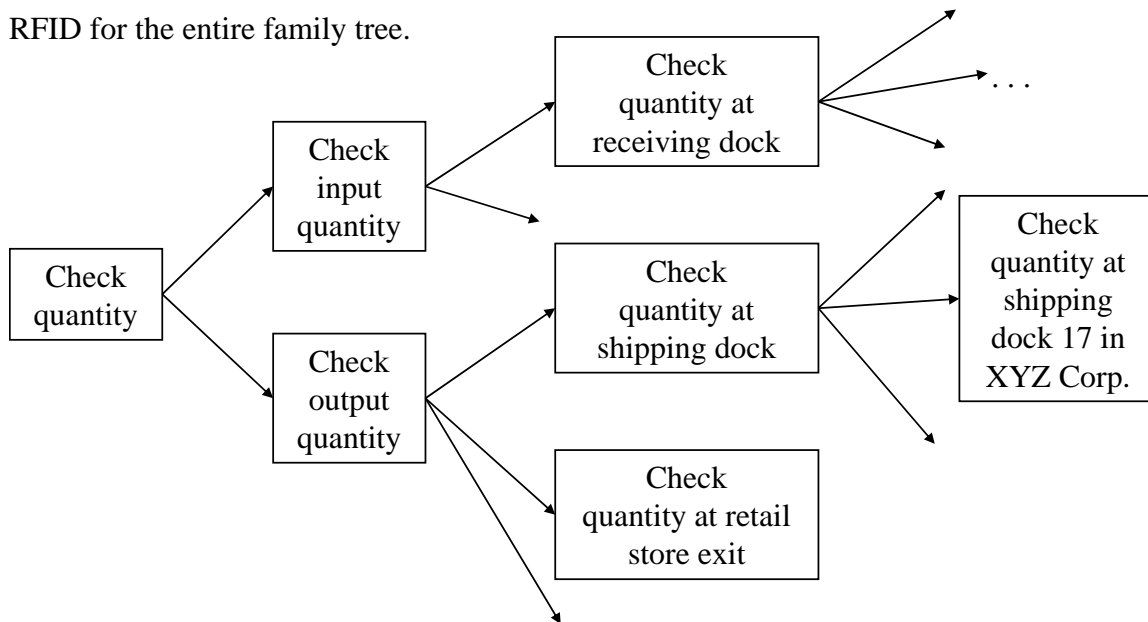 RFID for the entire family tree.
Check
quantity at
receiving dock
. . .
Check
input
quantity
Check
quantity
Check
quantity at
shipping dock
Check
quantity at
shipping
dock 17 in
XYZ Corp.
Check
output
quantity
Check
quantity at retail
store exit